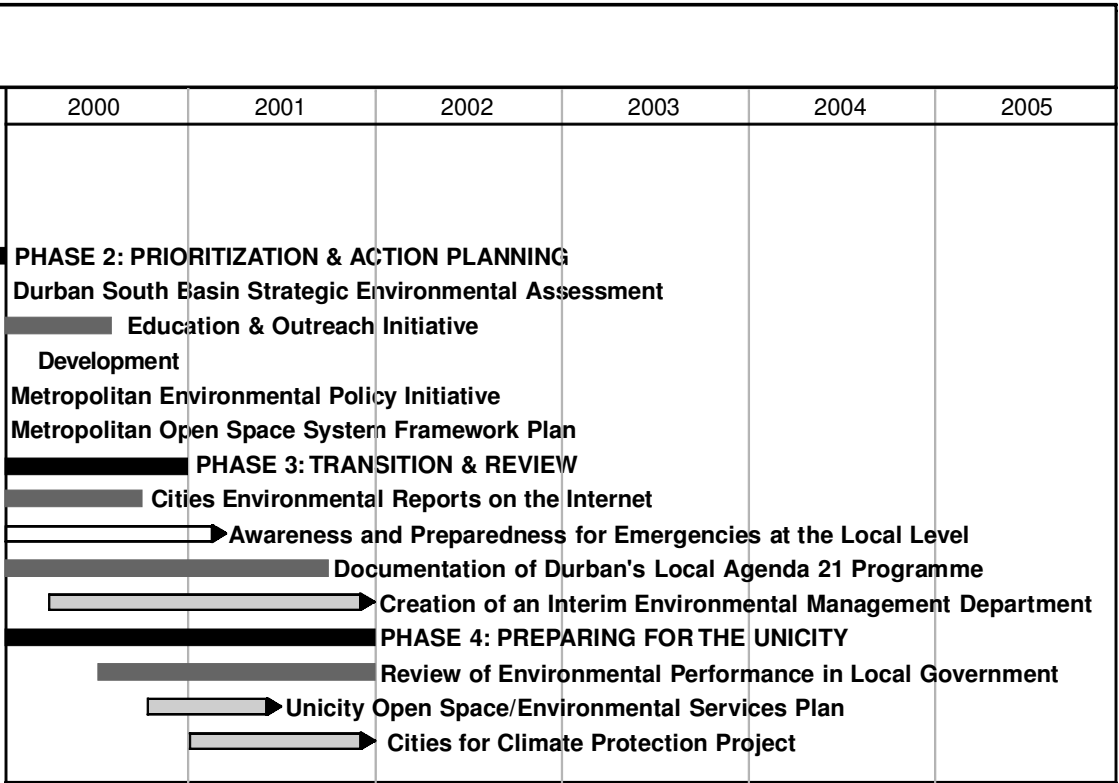 2000 2001 2002 2003 2004 2005
PHASE 2: PRIORITIZATION & ACTION PLANNING
Durban South Basin Strategic Environmental Assessment
Education & Outreach Initiative
Development
Metropolitan Environmental Policy Initiative
Metropolitan Open Space System Framework Plan
PHASE 3: TRANSITION & REVIEW
Cities Environmental Reports on the Internet
Awareness and Preparedness for Emergencies at the Local Level
Documentation of Durban's Local Agenda 21 Programme
Creation of an Interim Environmental Management Department
PHASE 4: PREPARING FOR THE UNICITY
Review of Environmental Performance in Local Government
Unicity Open Space/Environmental Services Plan
Cities for Climate Protection Project